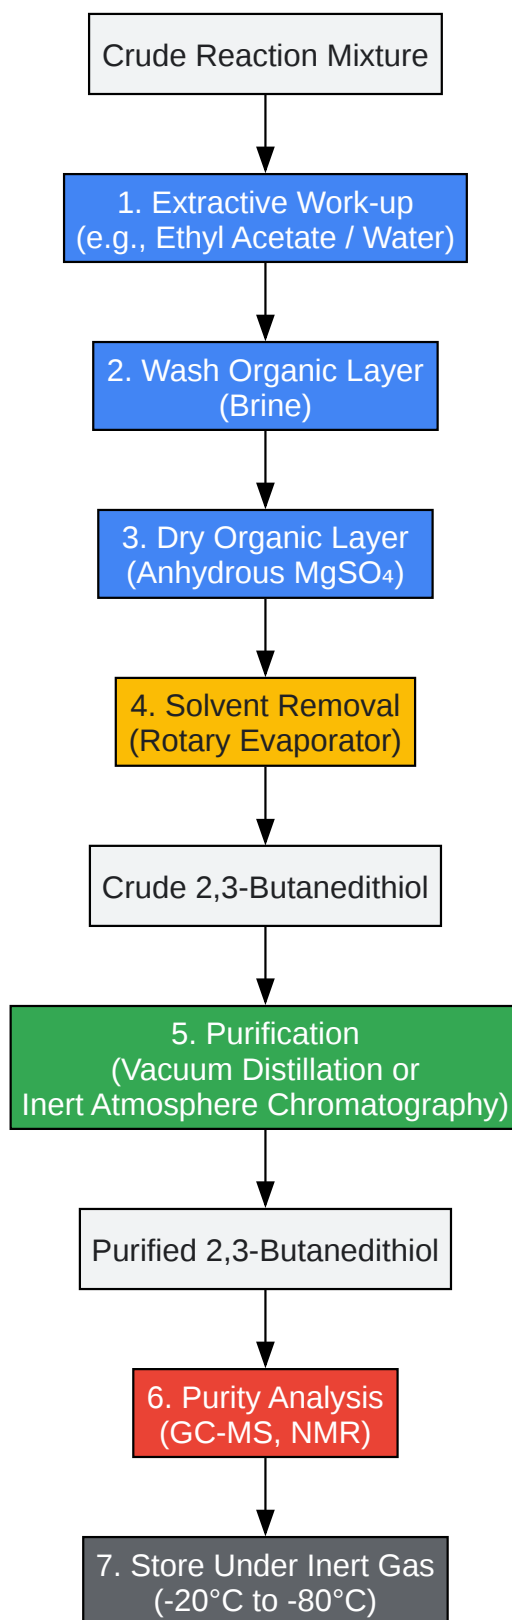 Crude Reaction Mixture
1. Extractive Work-up
(e.g., Ethyl Acetate / Water)
2. Wash Organic Layer
(Brine)
3. Dry Organic Layer
(Anhydrous MgSO₄)
4. Solvent Removal
(Rotary Evaporator)
Crude 2,3-Butanedithiol
5. Purification
(Vacuum Distillation or
Inert Atmosphere Chromatography)
Purified 2,3-Butanedithiol
6. Purity Analysis
(GC-MS, NMR)
7. Store Under Inert Gas
(-20°C to -80°C)